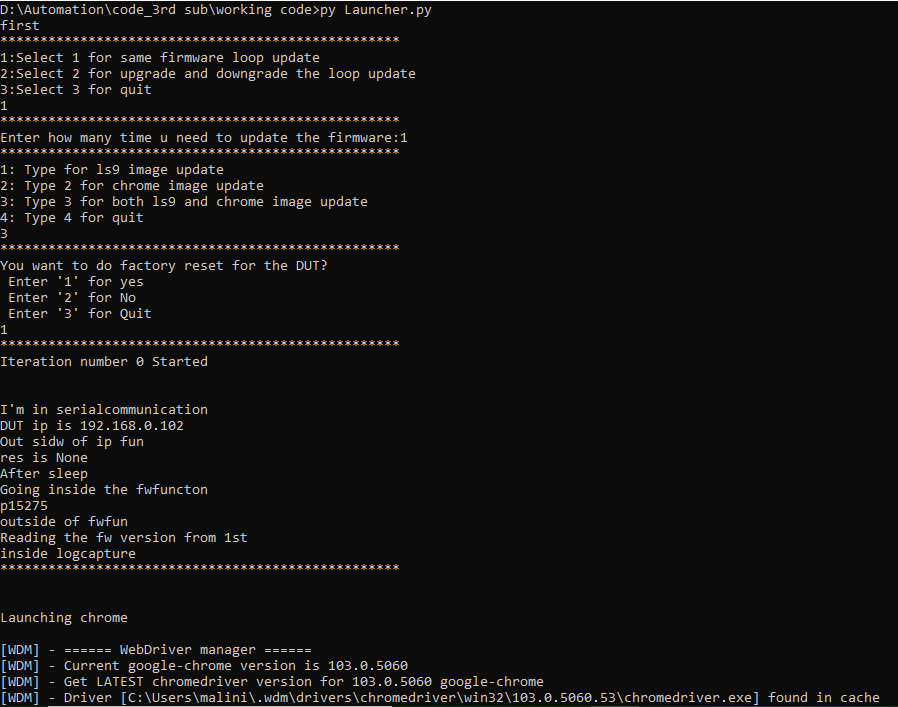 D:\Automation\code_3rd sub\working code>py Launcher.py
first
**************************************************
1:Select 1 for same firmware loop update
2:Select 2 for upgrade and downgrade the loop update
3:Select 3 for quit
1
**************************************************
Enter how many time u need to update the firmware:1
**************************************************
1: Type for ls9 image update
2: Type 2 for chrome image update
3: Type 3 for both ls9 and chrome image update
4: Type 4 for quit
3
**************************************************
You want to do factory reset for the DUT?
 Enter '1' for yes
 Enter '2' for No
 Enter '3' for Quit
1
**************************************************
Iteration number 0 Started
I'm in serialcommunication
DUT ip is 192.168.0.102
Out sidw of ip fun
res is None
After sleep
Going inside the fwfuncton
p15275
outside of fwfun
Reading the fw version from 1st
inside logcapture
**************************************************
Launching chrome
[WDM] - ====== WebDriver manager ======
[WDM] - Current google-chrome version is 103.0.5060
[WDM] - Get LATEST chromedriver version for 103.0.5060 google-chrome
[WDM] - Driver [C:\Users\malini\.wdm\drivers\chromedriver\win32\103.0.5060.53\chromedriver.exe] found in cache